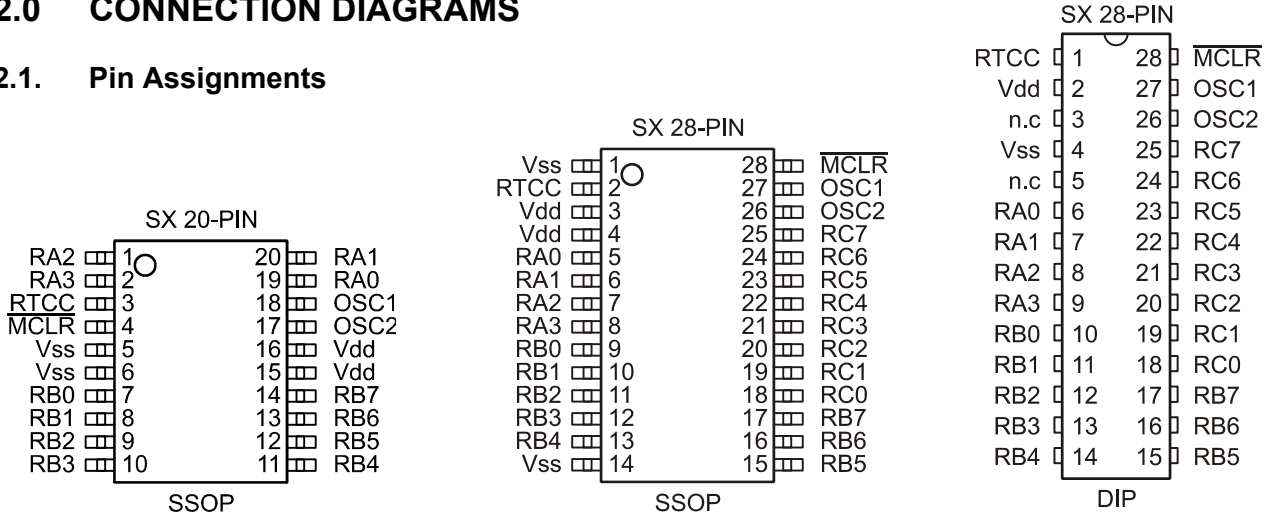 2.0 CONNECTION DIAGRAMS
2.1. Pin Assignments
SX 20-PIN
RA2 1 20 RA1
RA3 2 19 RA0
RTCC 3 18 OSC1
MCLR 4 17 OSC2
Vss 5 16 Vdd
Vss 6 15 Vdd
RB0 7 14 RB7
RB1 8 13 RB6
RB2 9 12 RB5
RB3 10 11 RB4
SSOP
SX 28-PIN
Vss 1 28 MCLR
RTCC 2 27 OSC1
Vdd 3 26 OSC2
Vdd 4 25 RC7
RA0 5 24 RC6
RA1 6 23 RC5
RA2 7 22 RC4
RA3 8 21 RC3
RB0 9 20 RC2
RB1 10 19 RC1
RB2 11 18 RC0
RB3 12 17 RB7
RB4 13 16 RB6
Vss 14 15 RB5
SSOP
SX 28-PIN
RTCC 1 28 MCLR
Vdd 2 27 OSC1
n.c 3 26 OSC2
Vss 4 25 RC7
n.c 5 24 RC6
RA0 6 23 RC5
RA1 7 22 RC4
RA2 8 21 RC3
RA3 9 20 RC2
RB0 10 19 RC1
RB1 11 18 RC0
RB2 12 17 RB7
RB3 13 16 RB6
RB4 14 15 RB5
DIP